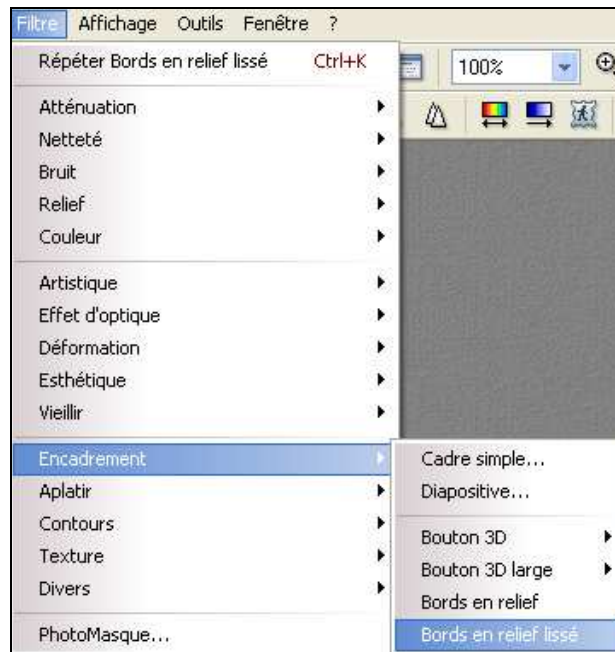 Filtre Affichage Outils Fenêtre ?
Répéter Bords en relief lissé Ctrl+K
100%
Atténuation
Netteté
Bruit
Relief
Couleur
Artistique
Effet d'optique
Déformation
Esthétique
Vieillir
Encadrement
Aplatir
Contours
Texture
Divers
PhotoMasque...
Cadre simple...
Diapositive...
Bouton 3D
Bouton 3D large
Bords en relief
Bords en relief lissé